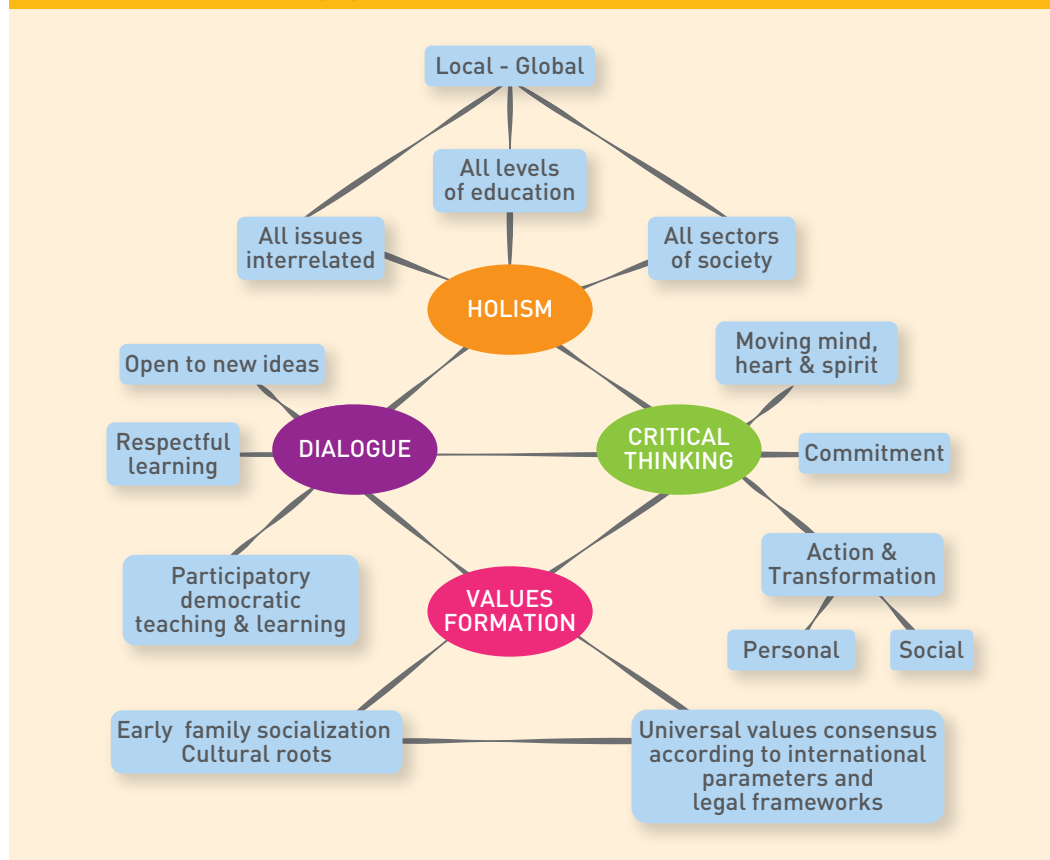 Local - Global
All levels
of education
All issues
interrelated
All sectors
of society
HOLISM
Moving mind,
heart & spirit
Open to new ideas
Respectful
learning
DIALOGUE
CRITICAL
THINKING
Commitment
Action &
Transformation
Participatory
democratic
teaching & learning
VALUES
FORMATION
Personal
Social
Early family socialization
Cultural roots
Universal values consensus
according to international
parameters and
legal frameworks